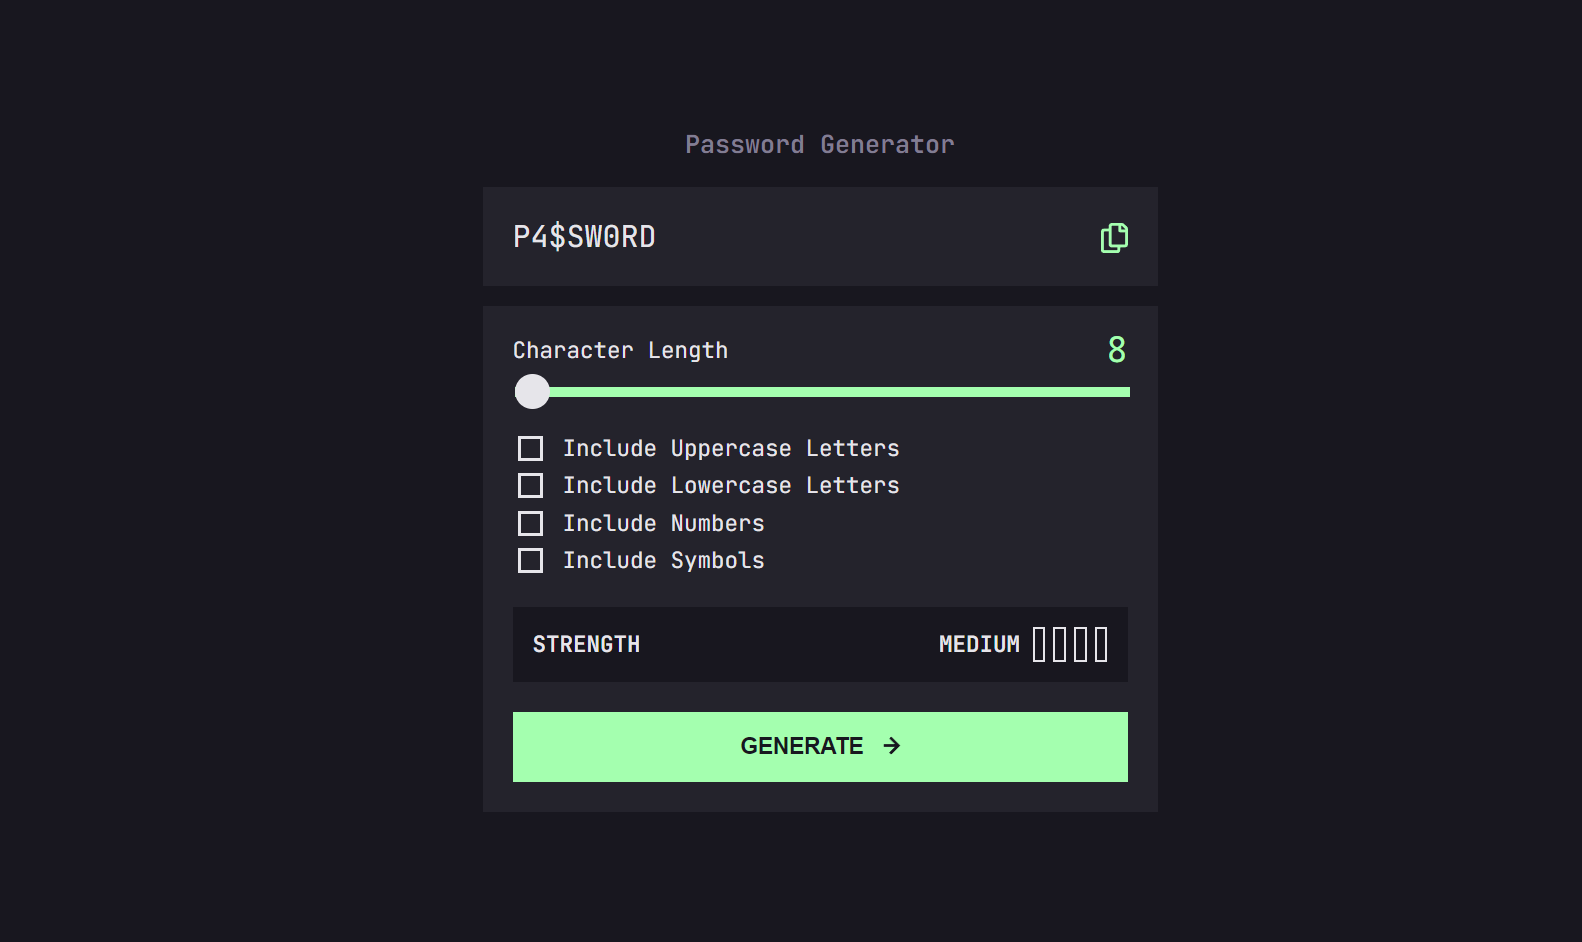 Password Generator
P4$SW0RD
Character Length 8
Include Uppercase Letters
Include Lowercase Letters
Include Numbers
Include Symbols
STRENGTH MEDIUM
GENERATE →